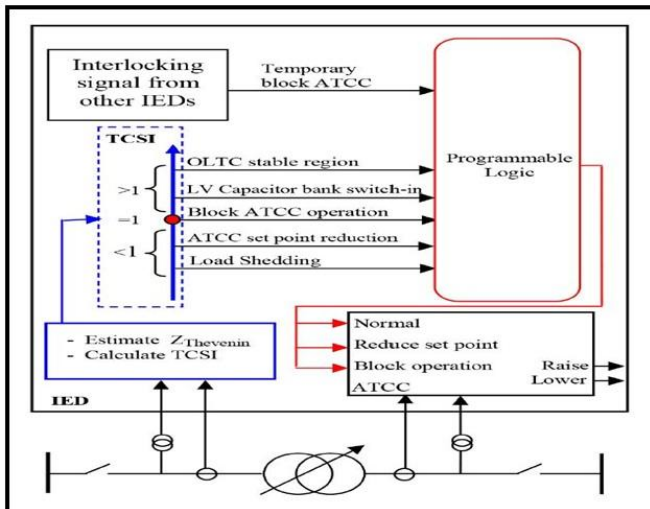 Interlocking
signal from
other IEDs
Temporary
block ATCC
TCSI
>1
=1
<1
OLTC stable region
LV Capacitor bank switch-in
Block ATCC operation
ATCC set point reduction
Load Shedding
Programmable
Logic
- Estimate ZThevenin
- Calculate TCSI
Normal
Reduce set point
Block operation
ATCC
Raise
Lower
IED